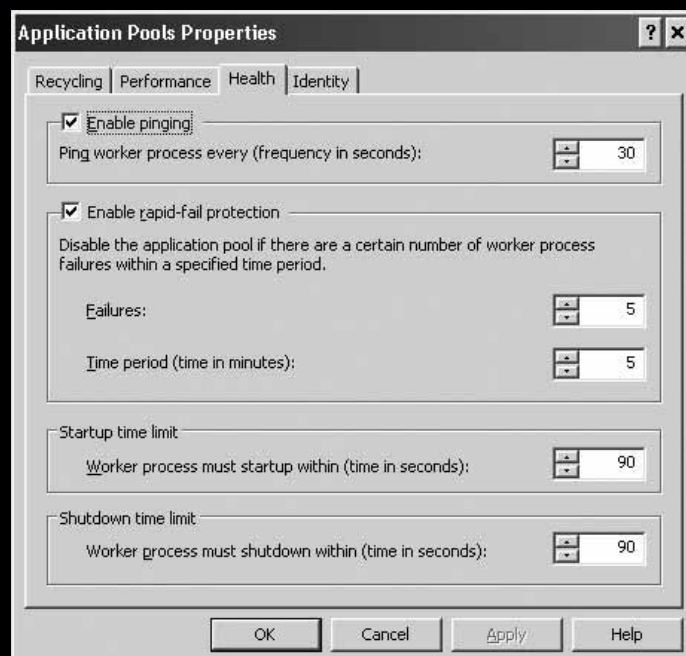 Application Pools Properties
Recycling Performance Health Identity
Enable pinging
Ping worker process every (frequency in seconds): 30
Enable rapid-fail protection
Disable the application pool if there are a certain number of worker process
failures within a specified time period.
Failures: 5
Time period (time in minutes): 5
Startup time limit
Worker process must startup within (time in seconds): 90
Shutdown time limit
Worker process must shutdown within (time in seconds): 90
OK Cancel Apply Help